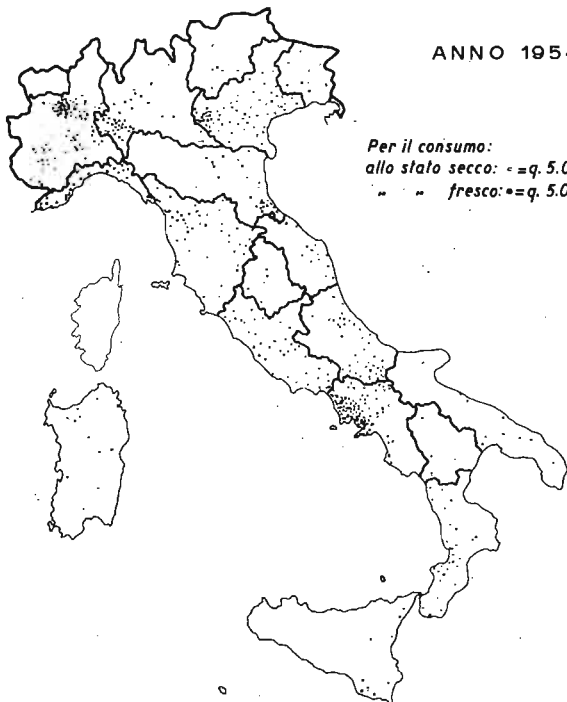 ANNO 195
Per il consumo:
allo stato secco: = q. 5.0
" " fresco: = q. 5.0